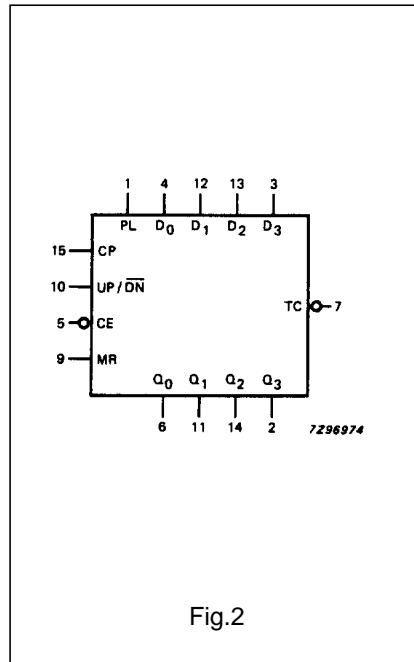 1 4 12 13 3
PL D0 D1 D2 D3
15 CP
10 UP/D̅N̅
TC 7
5 CE
9 MR
Q0 Q1 Q2 Q3
6 11 14 2
7Z96974
Fig.2